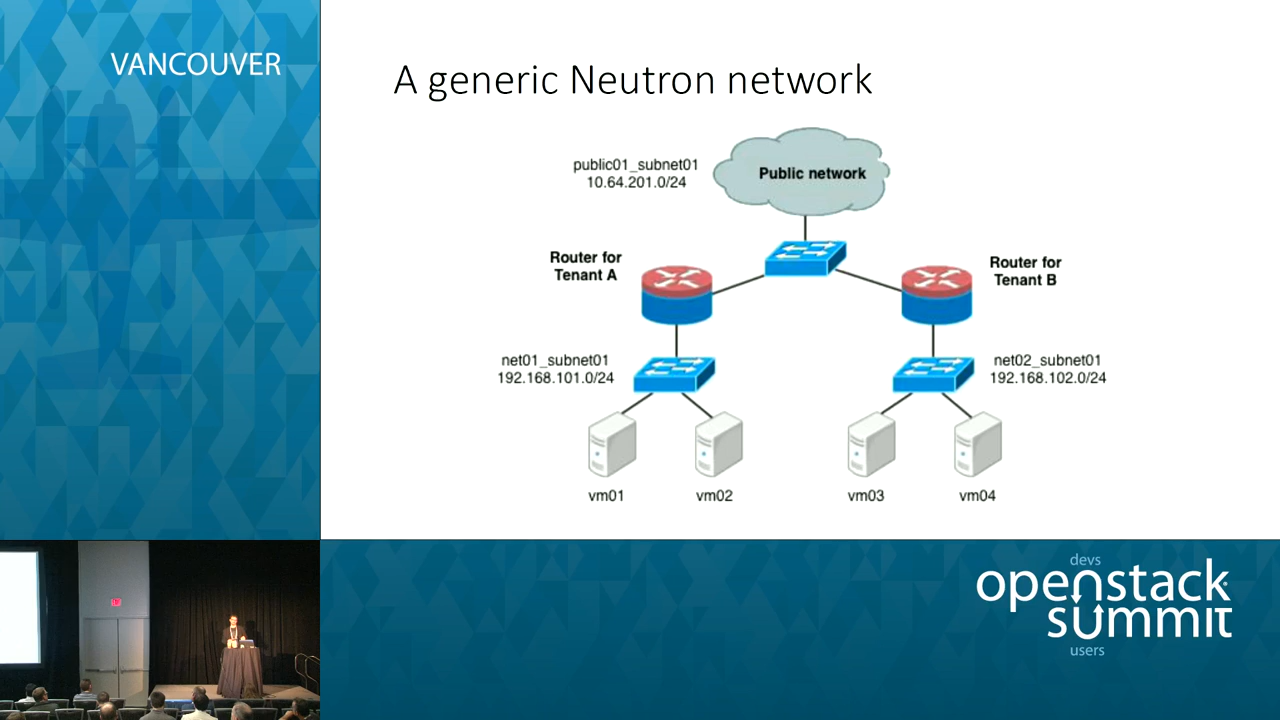 VANCOUVER
A generic Neutron network
public01_subnet01
10.64.201.0/24
Public network
Router for
Tenant A
Router for
Tenant B
net01_subnet01
192.168.101.0/24
net02_subnet01
192.168.102.0/24
vm01
vm02
vm03
vm04
devs
openstack
summit
users